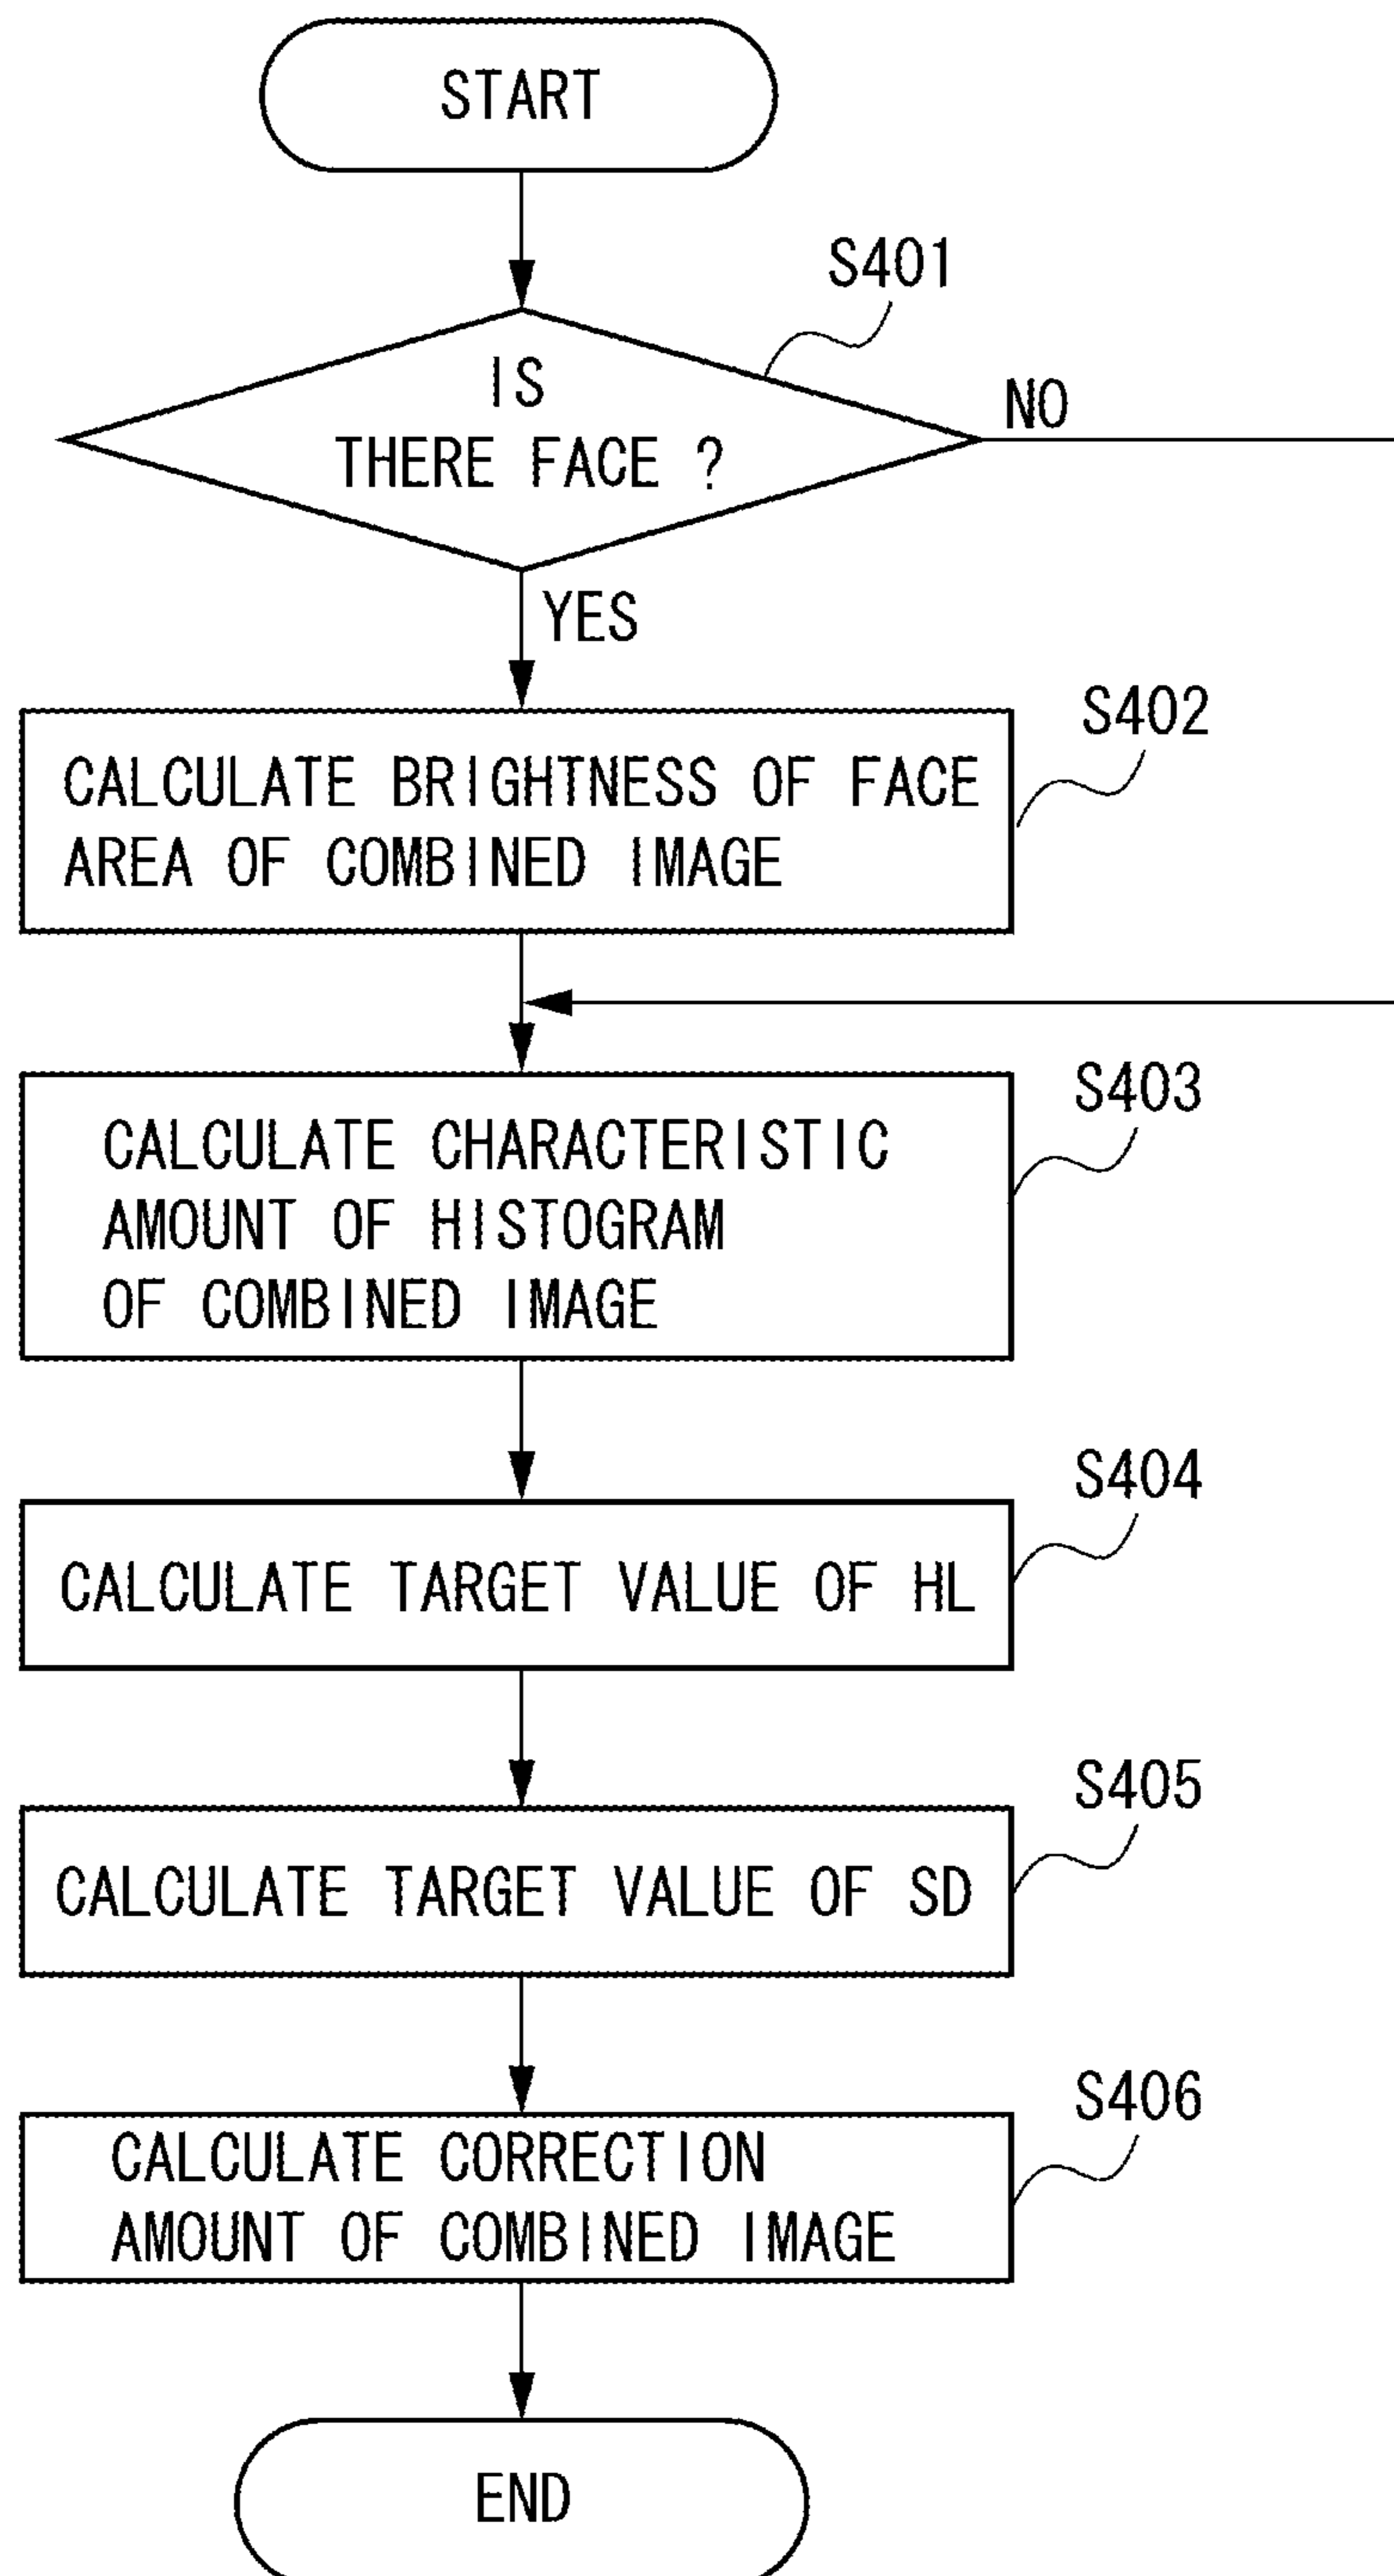 START
S401
IS
THERE FACE ?
NO
YES
S402
CALCULATE BRIGHTNESS OF FACE
AREA OF COMBINED IMAGE
S403
CALCULATE CHARACTERISTIC
AMOUNT OF HISTOGRAM
OF COMBINED IMAGE
S404
CALCULATE TARGET VALUE OF HL
S405
CALCULATE TARGET VALUE OF SD
S406
CALCULATE CORRECTION
AMOUNT OF COMBINED IMAGE
END